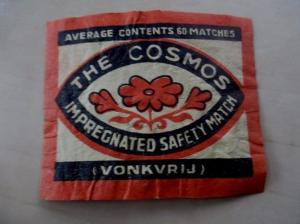 AVERAGE CONTENTS 60 MATCHES
THE COSMOS
IMPREGNATED SAFETY MATCH
(VONKVRIJ)